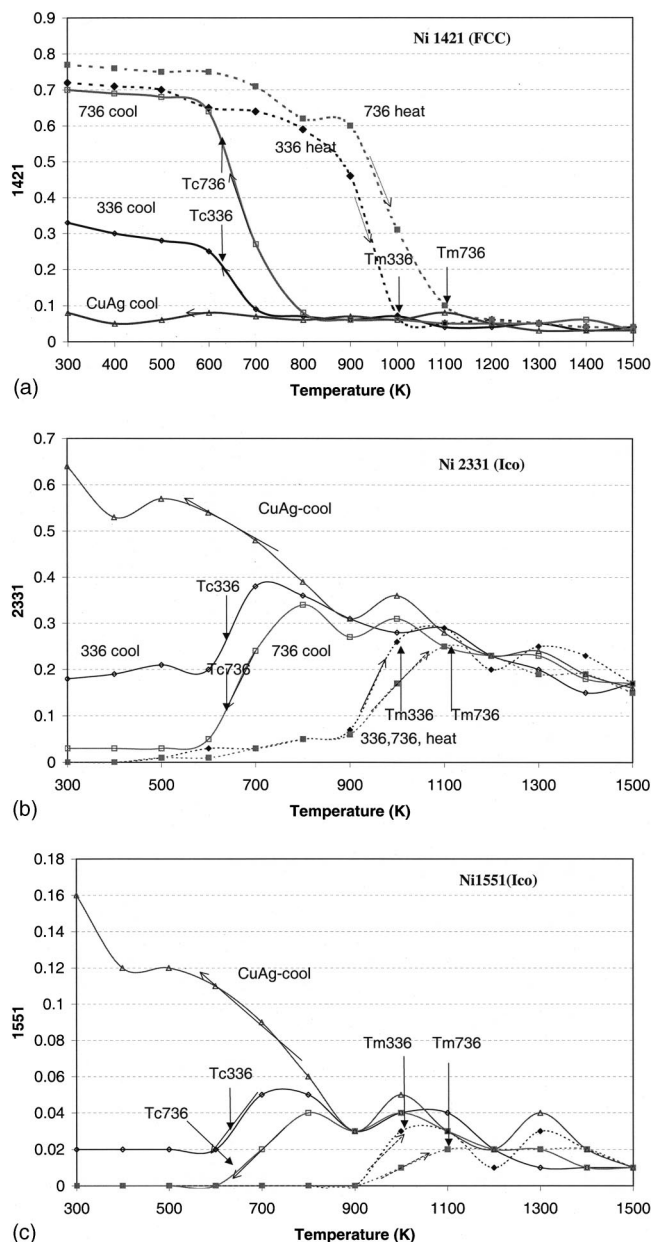 Ni 1421 (FCC)
0.9
0.8
0.7
0.6
0.5
0.4
0.3
0.2
0.1
0
1421
736 cool
736 heat
336 heat
Tc736
336 cool
Tc336
Tm336
Tm736
CuAg cool
300 400 500 600 700 800 900 1000 1100 1200 1300 1400 1500
Temperature (K)
(a)
Ni 2331 (Ico)
0.7
0.6
0.5
0.4
0.3
0.2
0.1
0
2331
CuAg-cool
Tc336
336 cool
Tc736
736 cool
Tm336
Tm736
336,736, heat
300 500 700 900 1100 1300 1500
Temperature (K)
(b)
Ni1551(Ico)
0.18
0.16
0.14
0.12
0.1
0.08
0.06
0.04
0.02
0
1551
CuAg-cool
Tm336
Tm736
Tc336
Tc736
300 500 700 900 1100 1300 1500
Temperature (K)
(c)